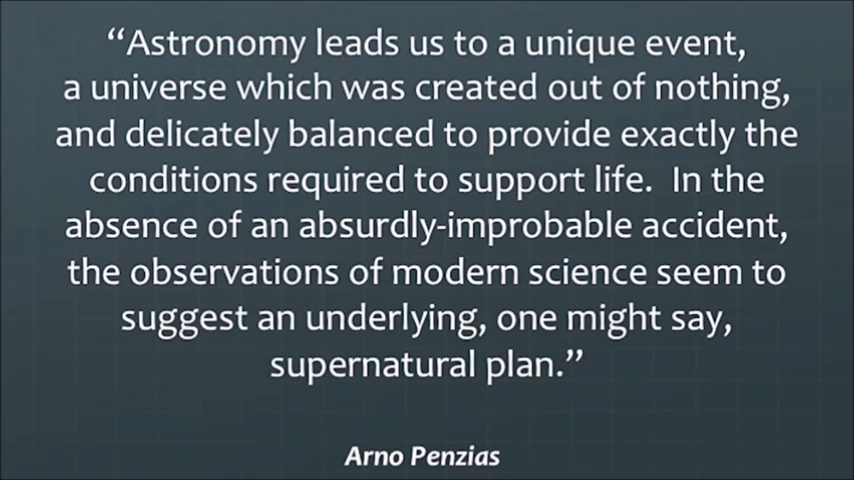 “Astronomy leads us to a unique event,
a universe which was created out of nothing,
and delicately balanced to provide exactly the
conditions required to support life.  In the
absence of an absurdly-improbable accident,
the observations of modern science seem to
suggest an underlying, one might say,
supernatural plan.”
Arno Penzias